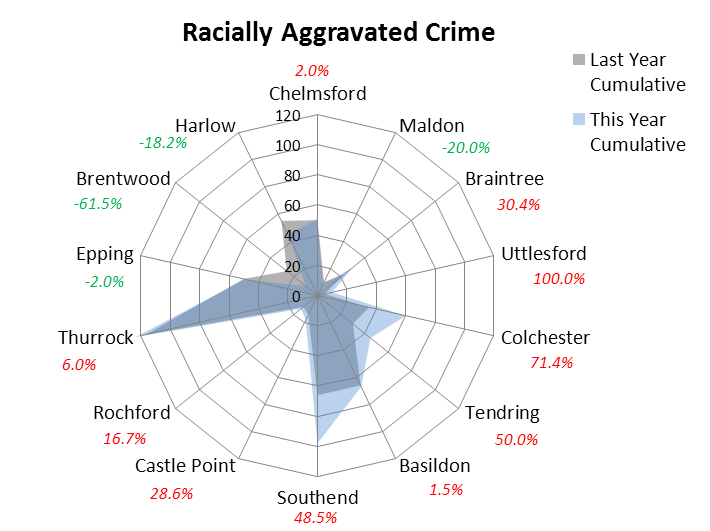 Racially Aggravated Crime
Last Year
Cumulative
This Year
Cumulative
2.0%
Chelmsford
Maldon
-20.0%
Braintree
30.4%
Uttlesford
100.0%
Colchester
71.4%
Tendring
50.0%
Basildon
1.5%
Southend
48.5%
Castle Point
28.6%
Rochford
16.7%
Thurrock
6.0%
Epping
-2.0%
Brentwood
-61.5%
Harlow
-18.2%
120
100
80
60
40
20
0